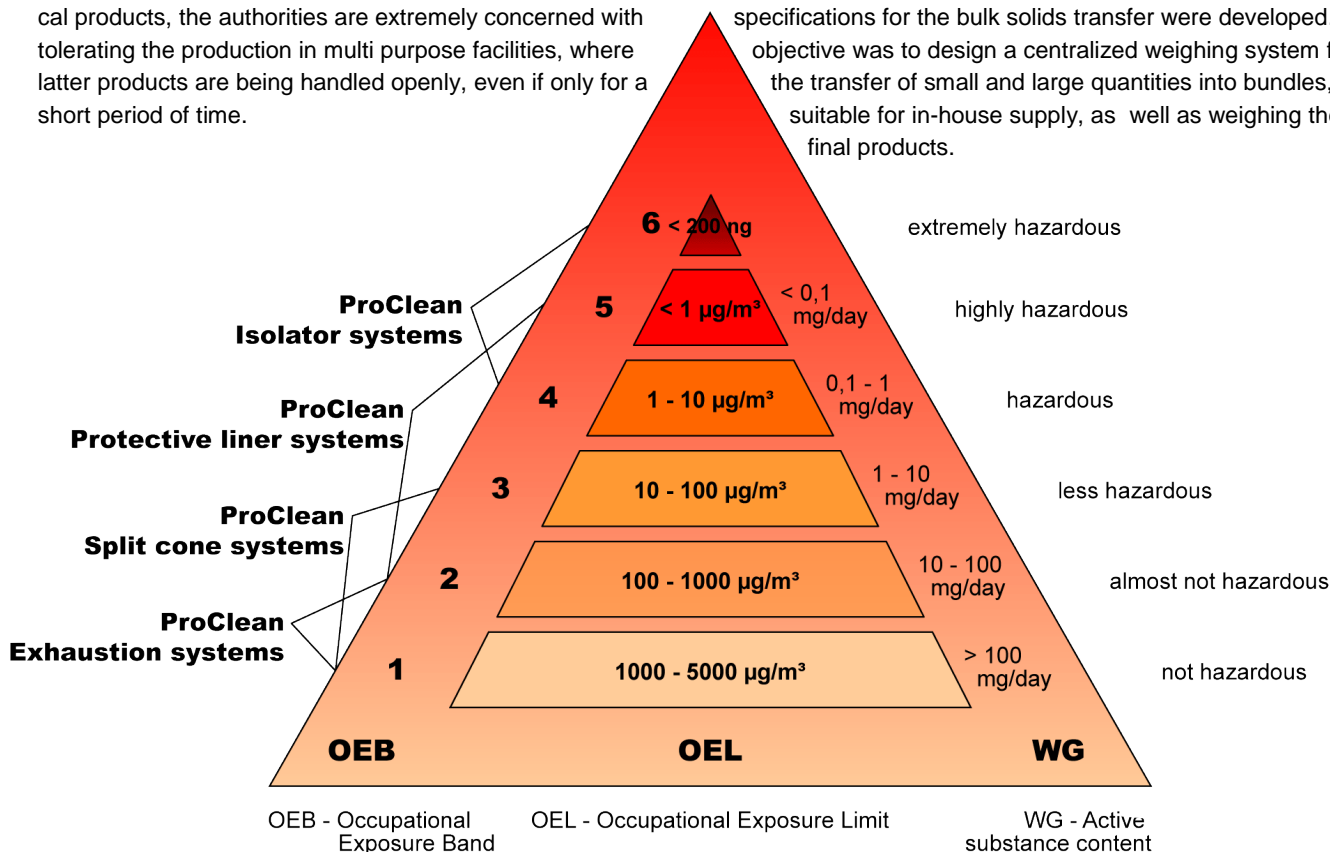 cal products, the authorities are extremely concerned with
tolerating the production in multi purpose facilities, where
latter products are being handled openly, even if only for a
short period of time.
specifications for the bulk solids transfer were developed
objective was to design a centralized weighing system
the transfer of small and large quantities into bundles,
suitable for in-house supply, as well as weighing the
final products.
6 < 200 ng
extremely hazardous
ProClean
Isolator systems
5
< 1 µg/m³
< 0,1
mg/day
highly hazardous
ProClean
Protective liner systems
4
1 - 10 µg/m³
0,1 - 1
mg/day
hazardous
3
10 - 100 µg/m³
1 - 10
mg/day
less hazardous
ProClean
Split cone systems
2
100 - 1000 µg/m³
10 - 100
mg/day
almost not hazardous
ProClean
Exhaustion systems
1
1000 - 5000 µg/m³
> 100
mg/day
not hazardous
OEB
OEL
WG
OEB - Occupational
Exposure Band
OEL - Occupational Exposure Limit
WG - Active
substance content